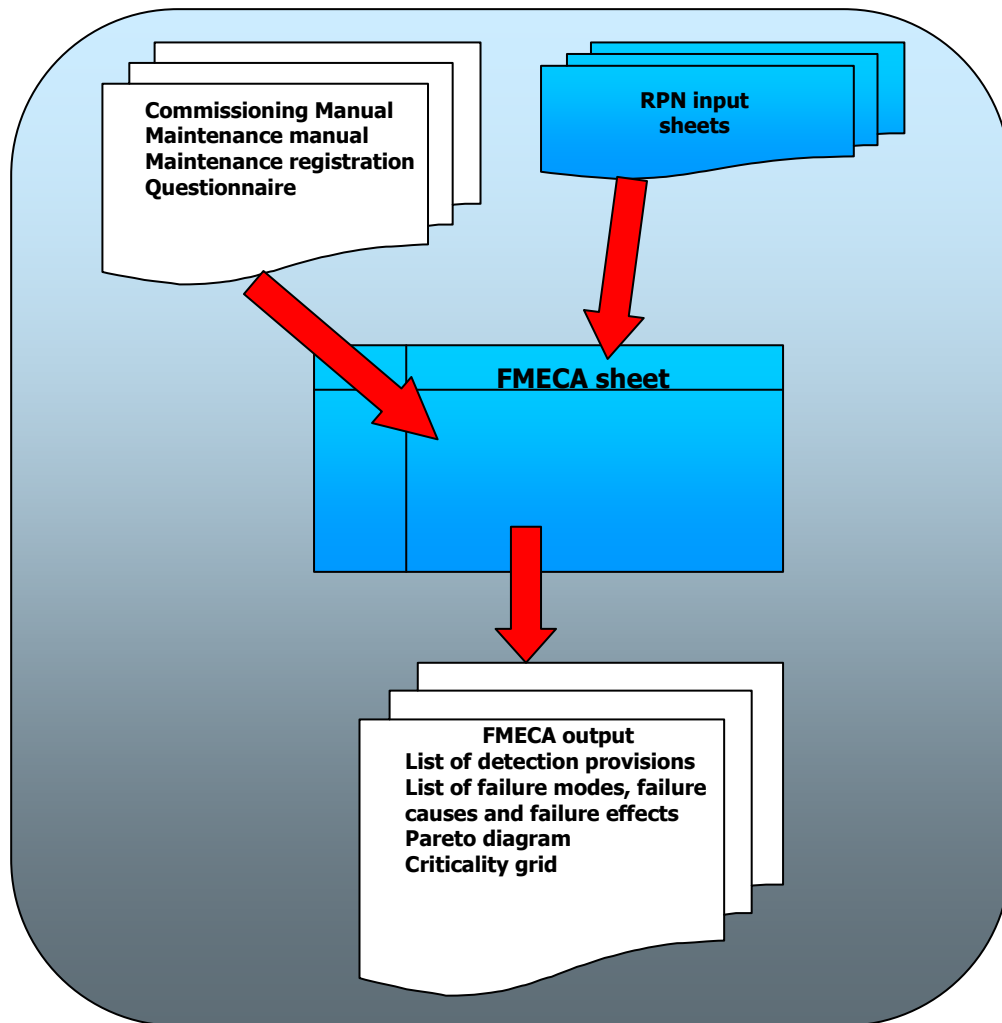 Commissioning Manual
Maintenance manual
Maintenance registration
Questionnaire
RPN input
sheets
FMECA sheet
FMECA output
List of detection provisions
List of failure modes, failure
causes and failure effects
Pareto diagram
Criticality grid